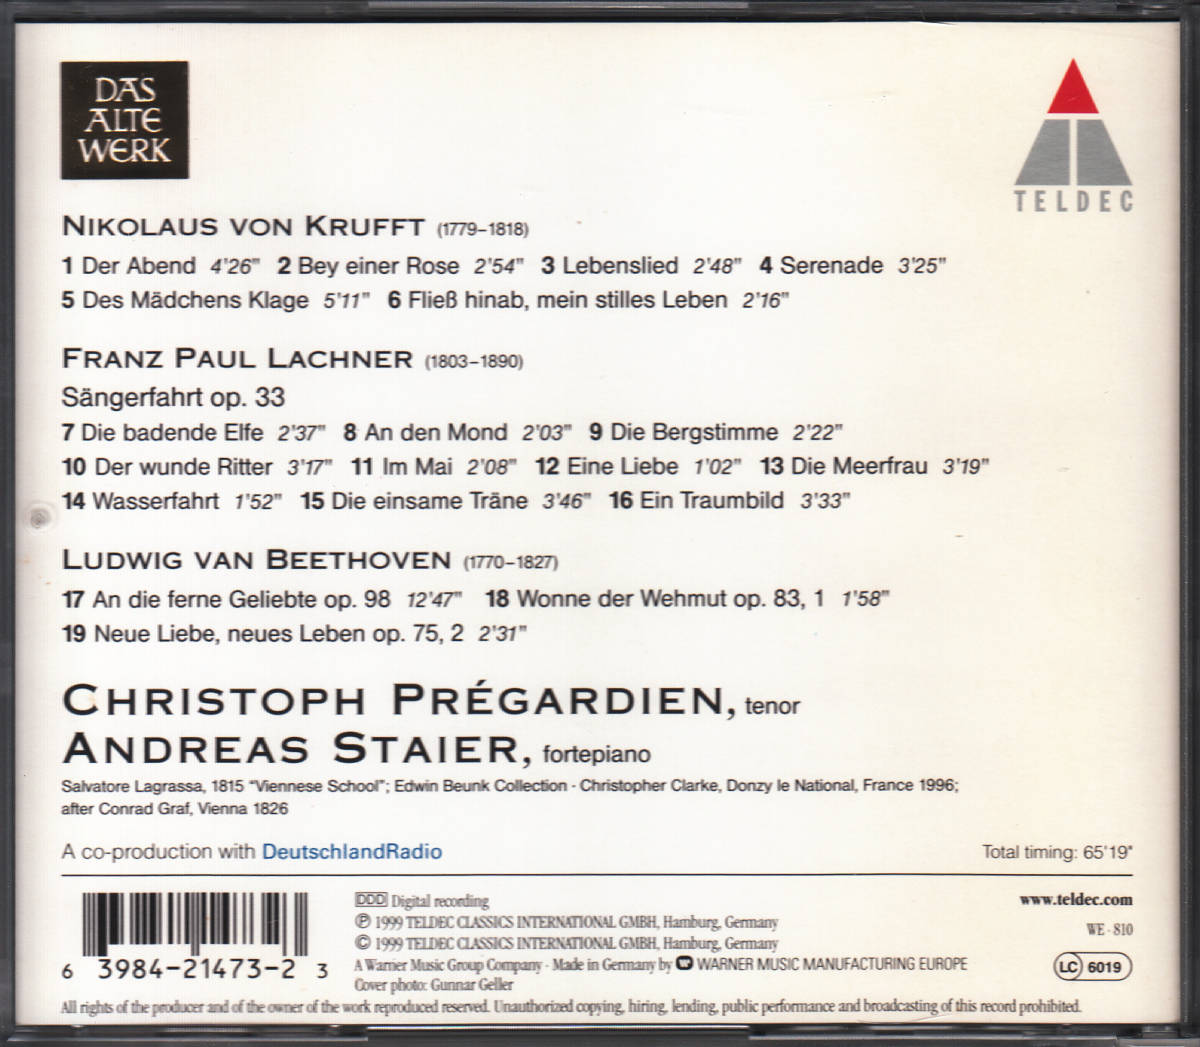 DAS
ALTE
WERK
TELDEC
NIKOLAUS VON KRUFFT (1779–1818)
1 Der Abend 4'26" 2 Bey einer Rose 2'54" 3 Lebenslied 2'48" 4 Serenade 3'25"
5 Des Mädchens Klage 5'11" 6 Fließ hinab, mein stilles Leben 2'16"
FRANZ PAUL LACHNER (1803–1890)
Sängerfahrt op. 33
7 Die badende Elfe 2'37" 8 An den Mond 2'03" 9 Die Bergstimme 2'22"
10 Der wunde Ritter 3'17" 11 Im Mai 2'08" 12 Eine Liebe 1'02" 13 Die Meerfrau 3'19"
14 Wasserfahrt 1'52" 15 Die einsame Träne 3'46" 16 Ein Traumbild 3'33"
LUDWIG VAN BEETHOVEN (1770–1827)
17 An die ferne Geliebte op. 98 12'47" 18 Wonne der Wehmut op. 83, 1 1'58"
19 Neue Liebe, neues Leben op. 75, 2 2'31"
CHRISTOPH PRÉGARDIEN, tenor
ANDREAS STAIER, fortepiano
Salvatore Lagrassa, 1815 "Viennese School"; Edwin Beunk Collection · Christopher Clarke, Donzy le National, France 1996;
after Conrad Graf, Vienna 1826
A co-production with DeutschlandRadio
Total timing: 65'19"
DDD Digital recording
℗ 1999 TELDEC CLASSICS INTERNATIONAL GMBH, Hamburg, Germany
© 1999 TELDEC CLASSICS INTERNATIONAL GMBH, Hamburg, Germany
A Warner Music Group Company · Made in Germany by WARNER MUSIC MANUFACTURING EUROPE
Cover photo: Gunnar Geller
www.teldec.com
WE · 810
LC 6019
6 3984-21473-2 3
All rights of the producer and of the owner of the work reproduced reserved. Unauthorized copying, hiring, lending, public performance and broadcasting of this record prohibited.